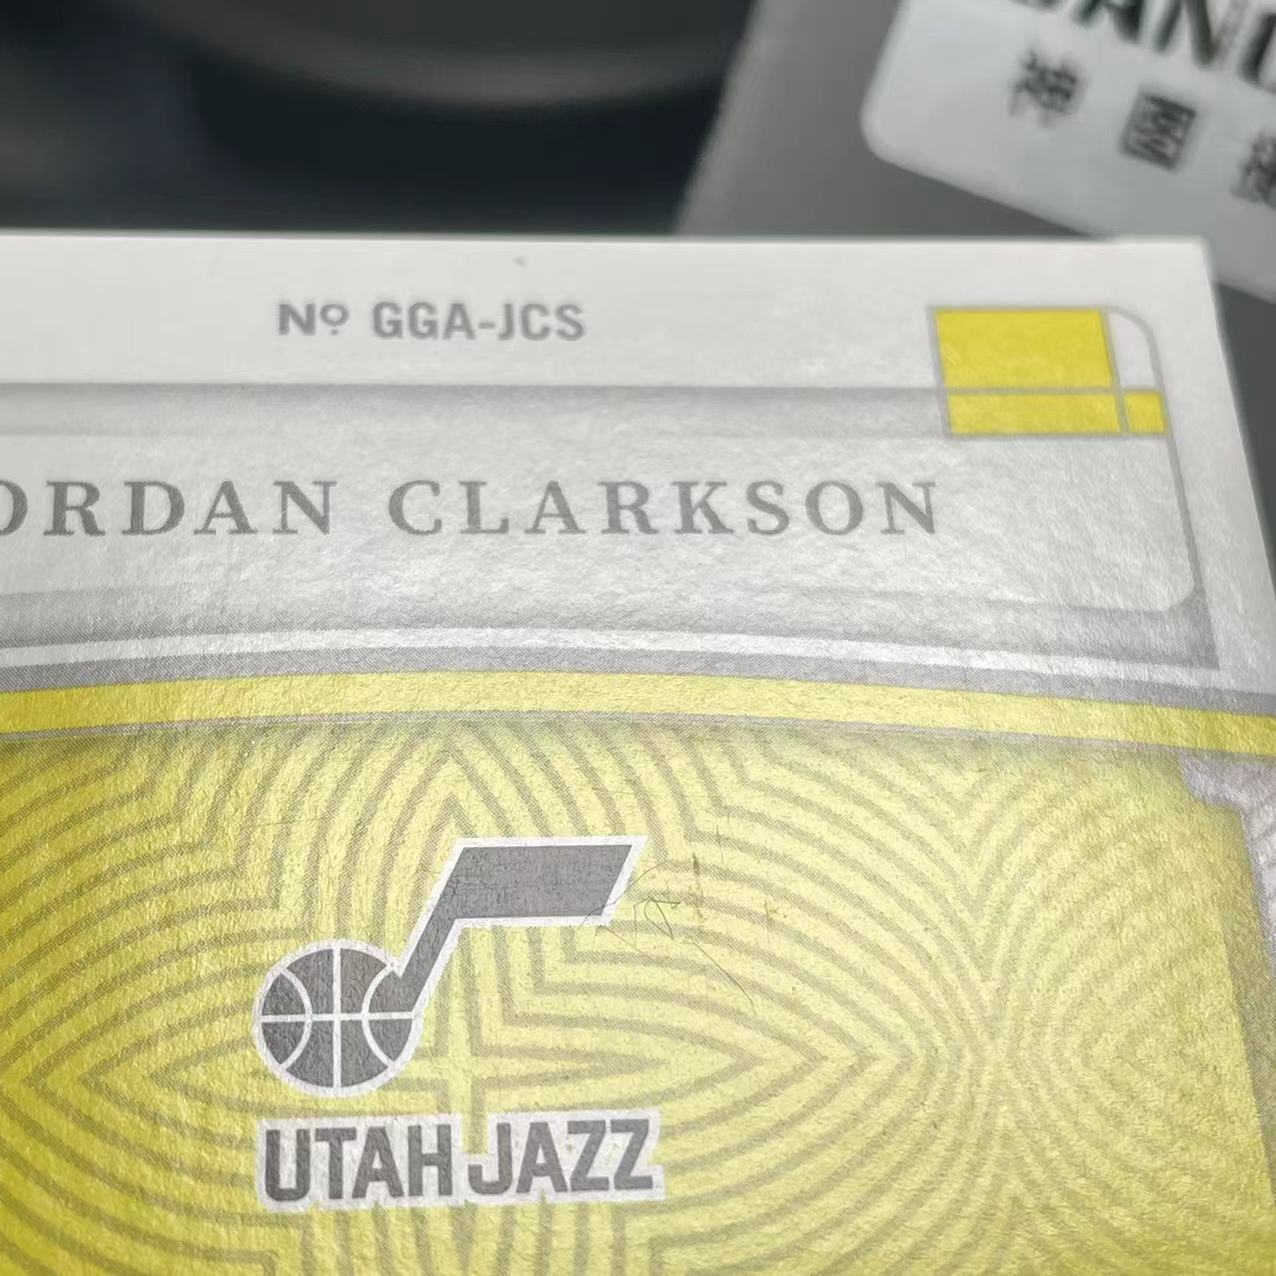 Nº GGA-JCS
ORDAN CLARKSON
UTAH JAZZ